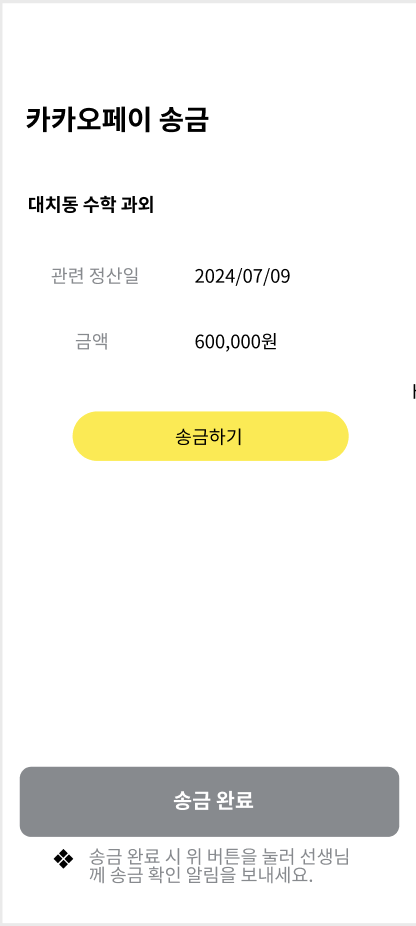 카카오페이 송금
대치동 수학 과외
관련 정산일 2024/07/09
금액 600,000원
송금하기
송금 완료
❖ 송금 완료 시 위 버튼을 눌러 선생님
께 송금 확인 알림을 보내세요.